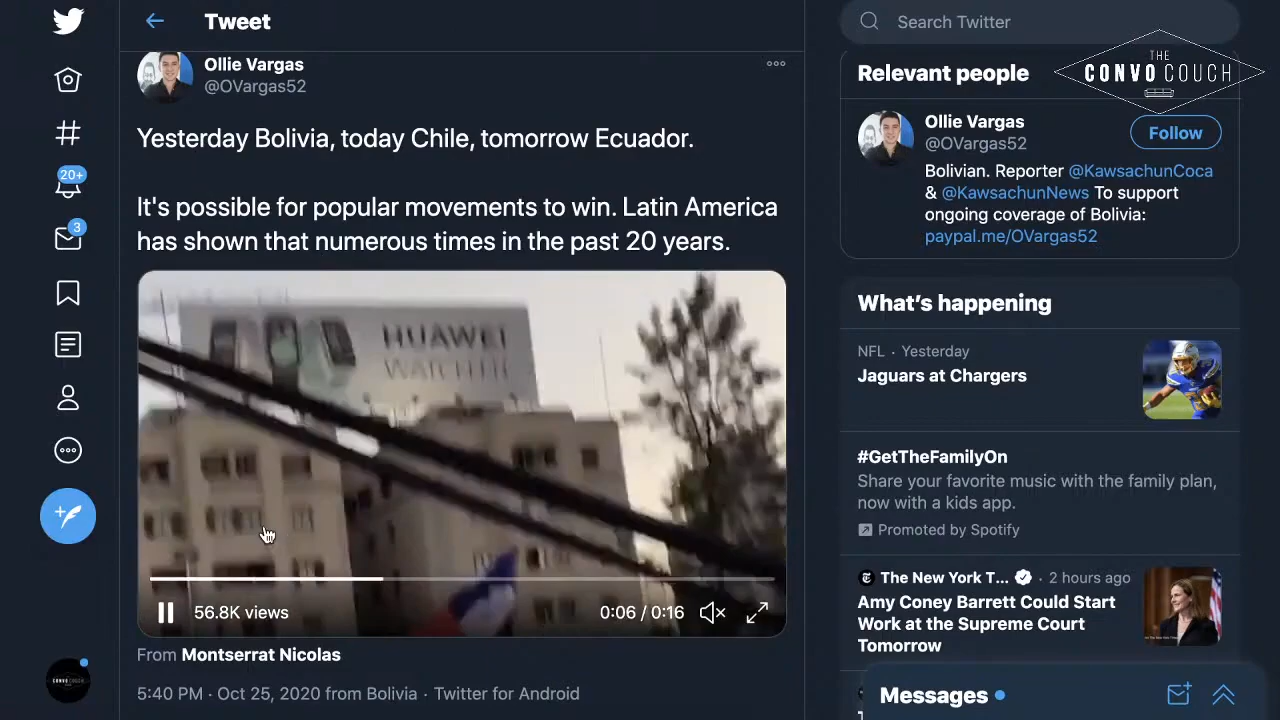 Tweet
Ollie Vargas
@OVargas52
Yesterday Bolivia, today Chile, tomorrow Ecuador.
It's possible for popular movements to win. Latin America
has shown that numerous times in the past 20 years.
HUAWEI
56.8K views
0:06 / 0:16
From Montserrat Nicolas
5:40 PM · Oct 25, 2020 from Bolivia · Twitter for Android
20+
3
CONVO COUCH
Search Twitter
THE
CONVO COUCH
Relevant people
Ollie Vargas
@OVargas52
Follow
Bolivian. Reporter @KawsachunCoca
& @KawsachunNews To support
ongoing coverage of Bolivia:
paypal.me/OVargas52
What's happening
NFL · Yesterday
Jaguars at Chargers
#GetTheFamilyOn
Share your favorite music with the family plan,
now with a kids app.
Promoted by Spotify
The New York T... · 2 hours ago
Amy Coney Barrett Could Start
Work at the Supreme Court
Tomorrow
Messages